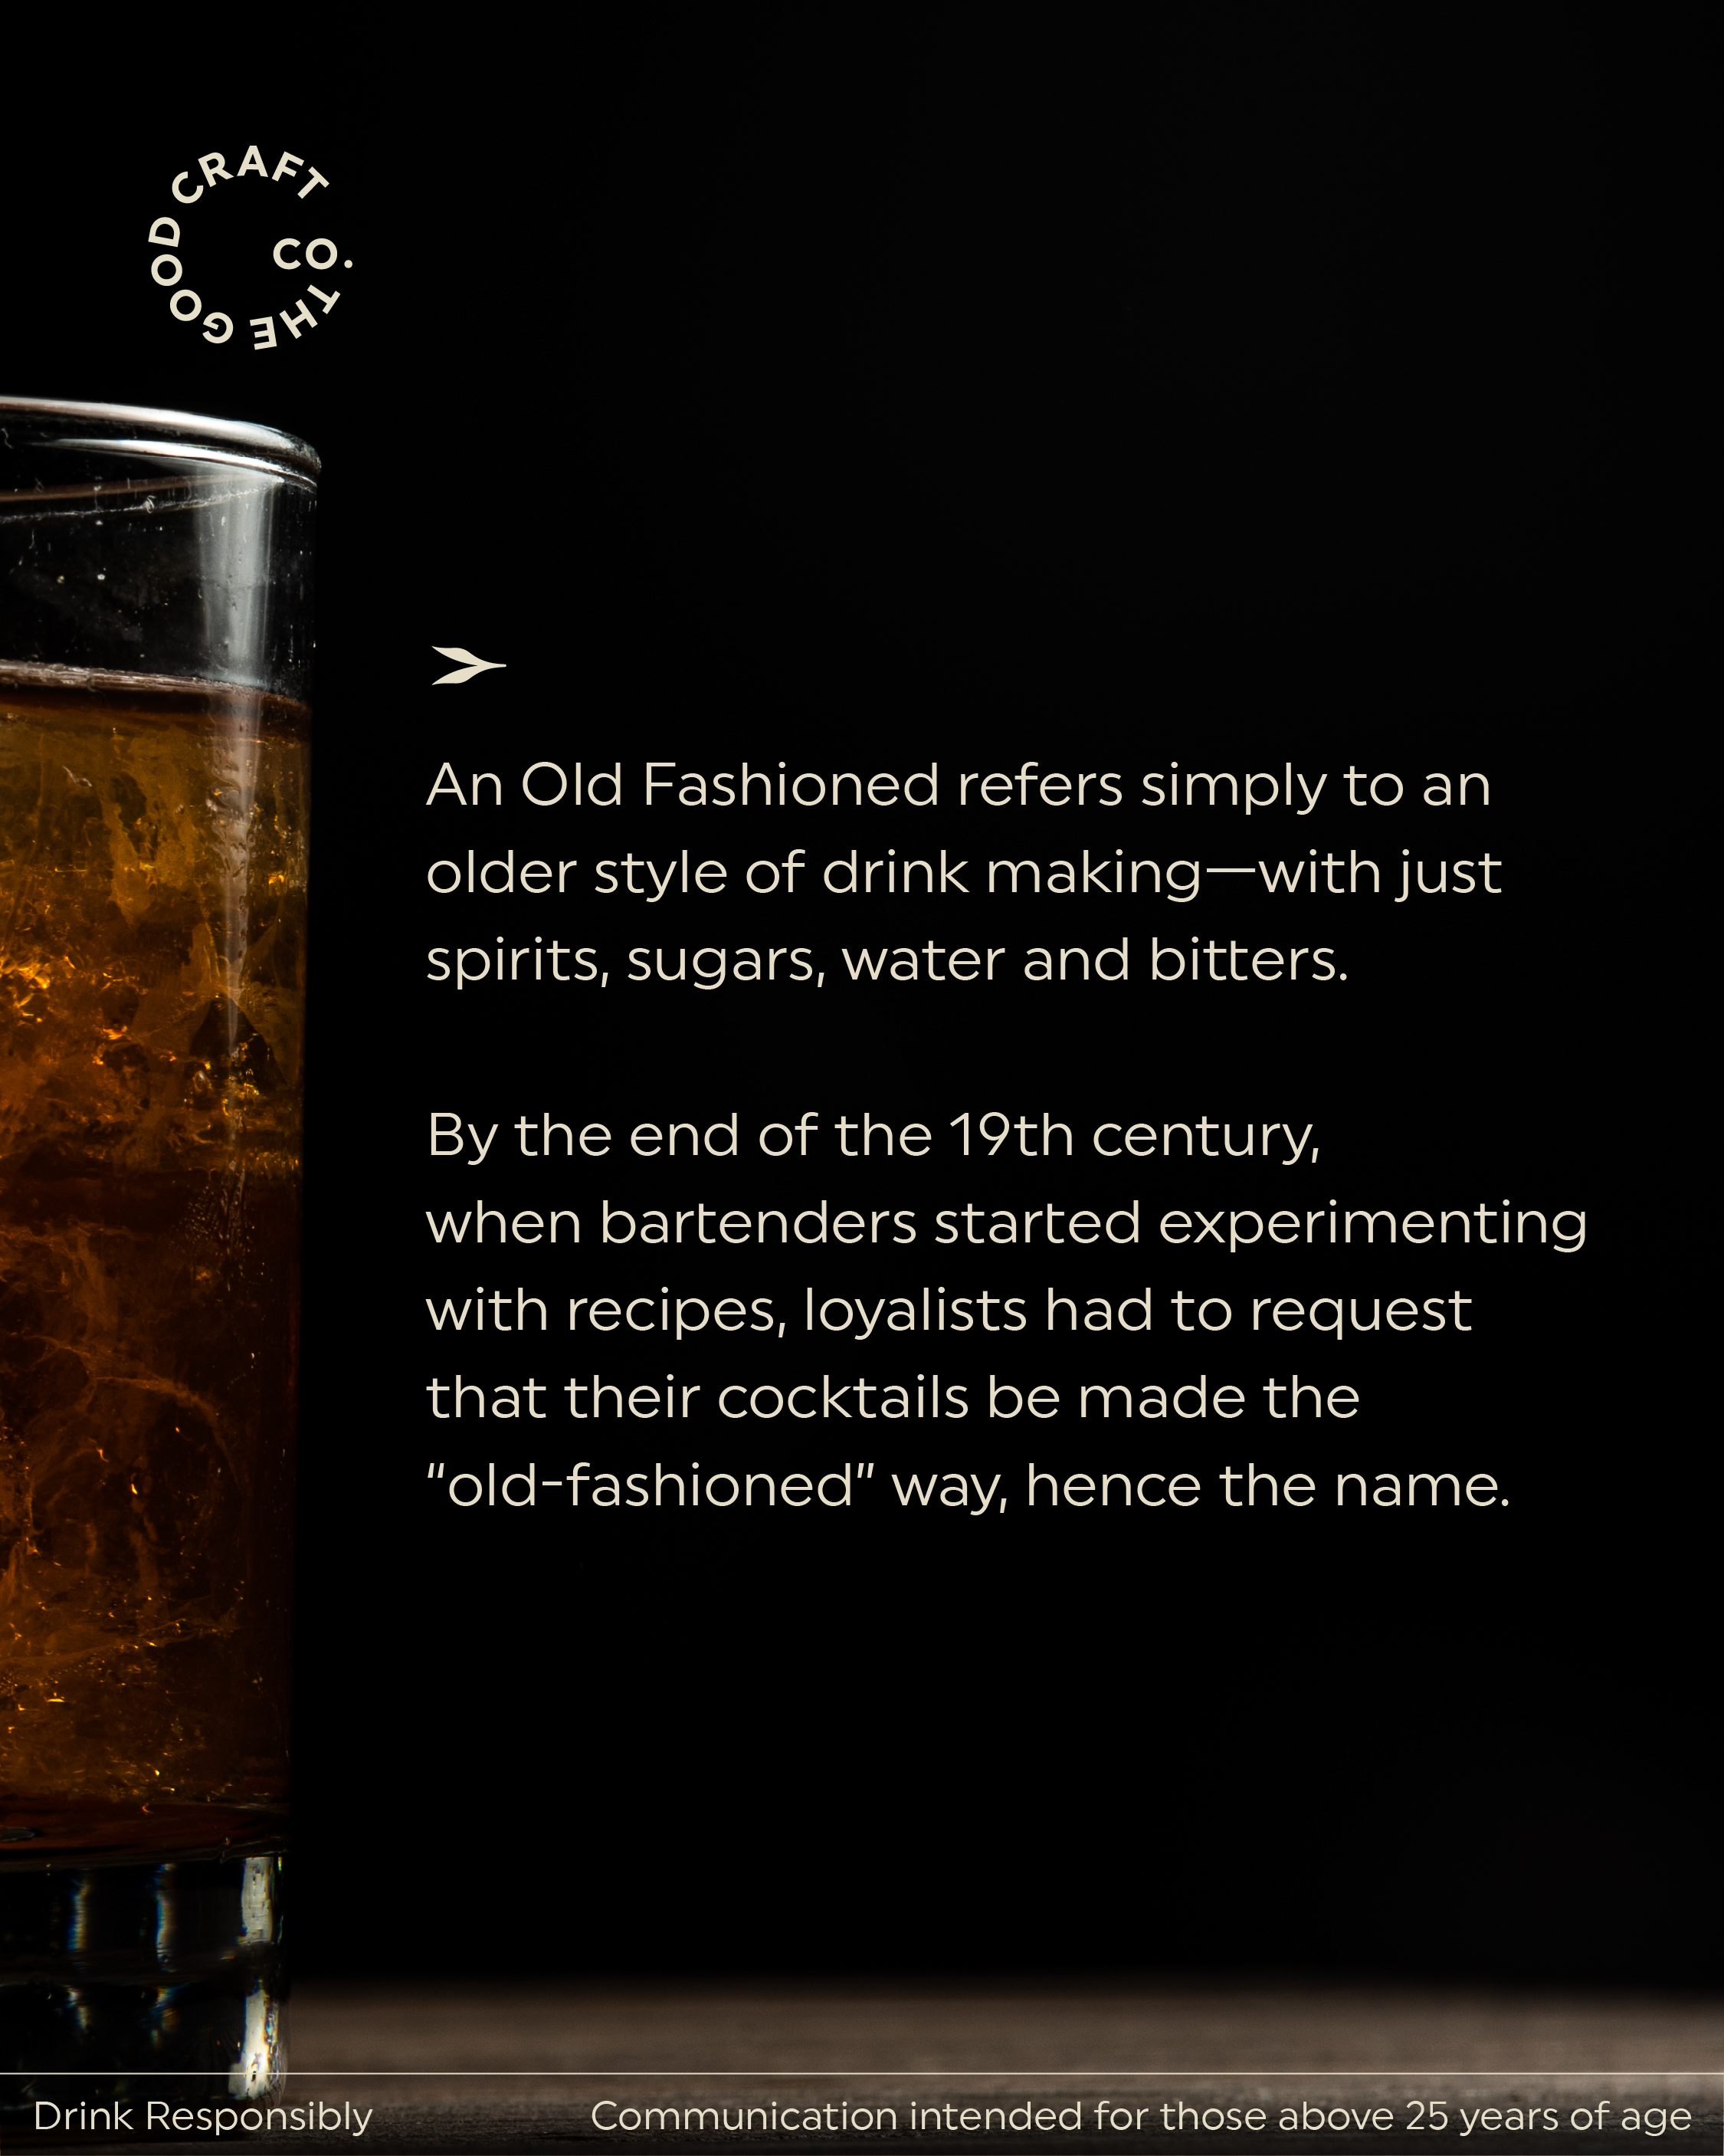 THE GOOD CRAFT CO.
An Old Fashioned refers simply to an
older style of drink making—with just
spirits, sugars, water and bitters.
By the end of the 19th century,
when bartenders started experimenting
with recipes, loyalists had to request
that their cocktails be made the
“old-fashioned” way, hence the name.
Drink Responsibly
Communication intended for those above 25 years of age